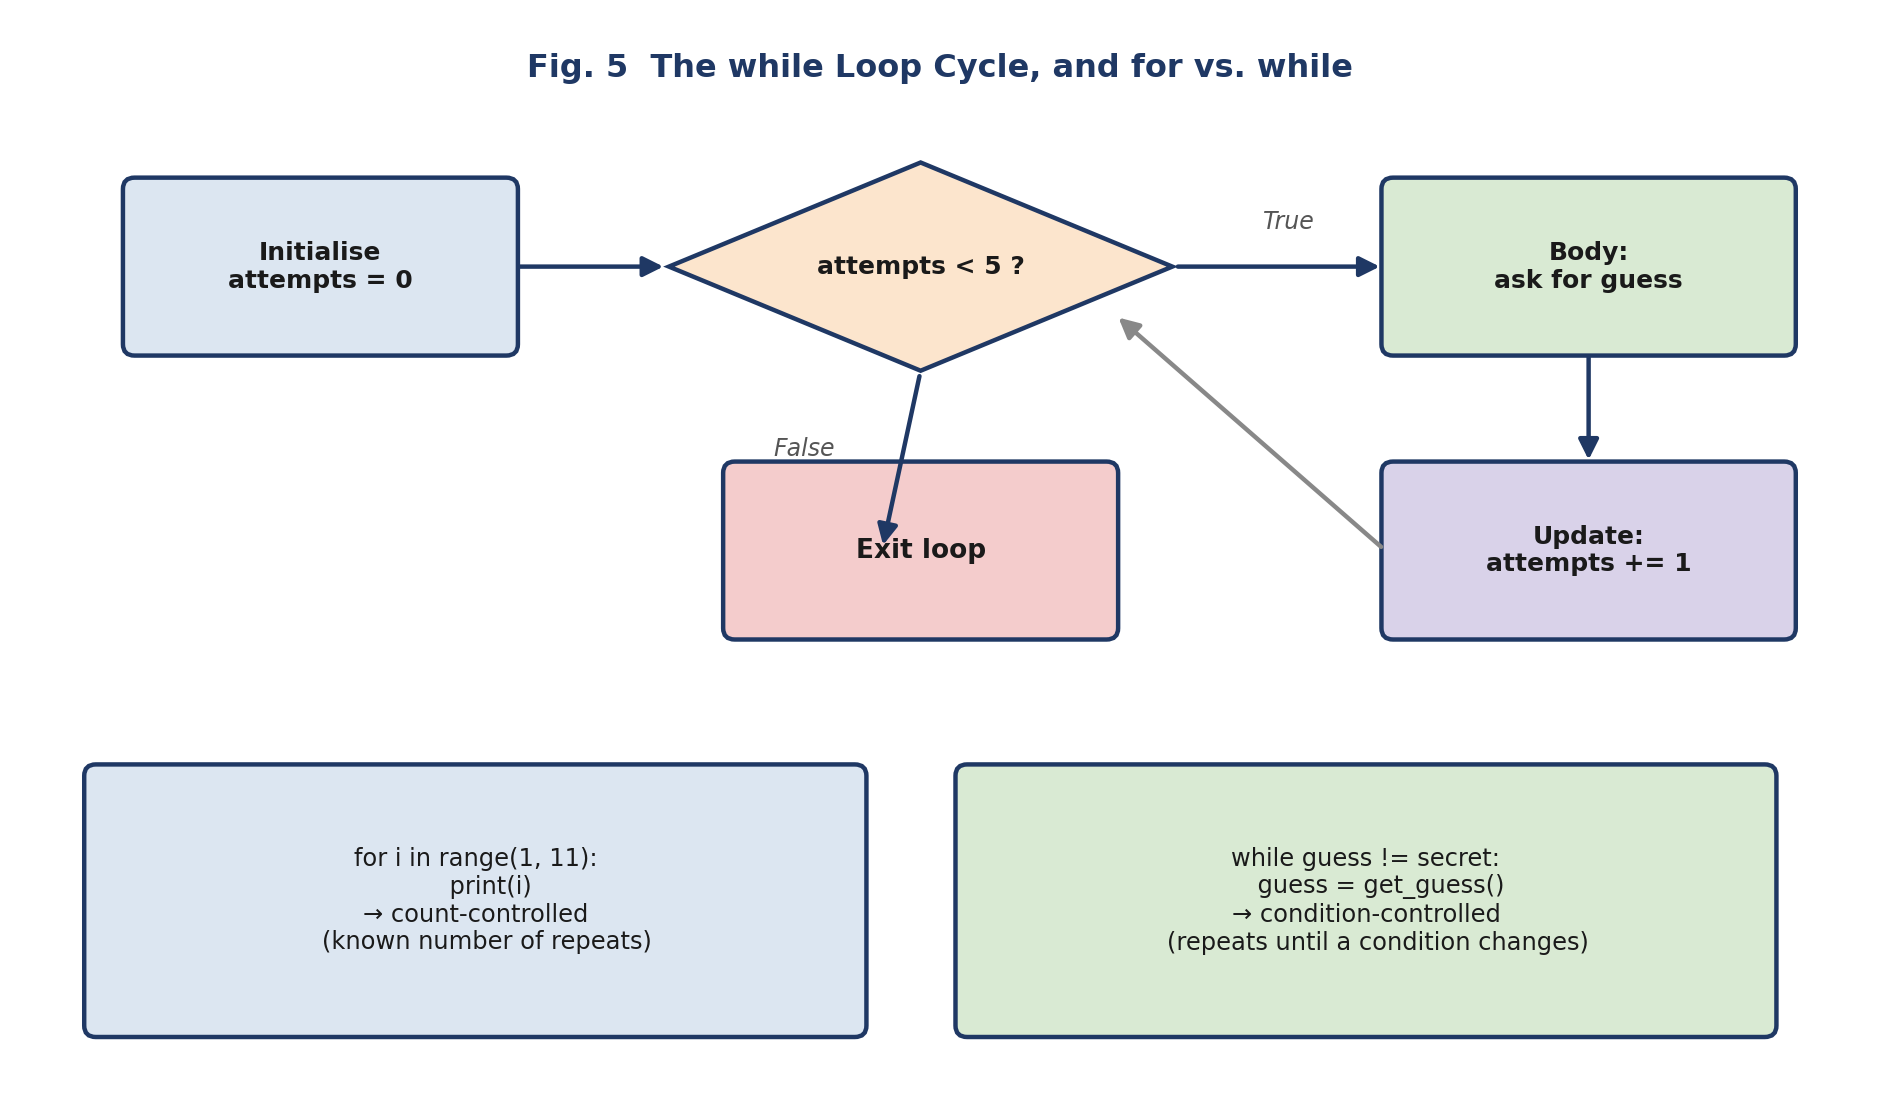 Fig. 5  The while Loop Cycle, and for vs. while
Initialise
attempts = 0
attempts < 5 ?
True
Body:
ask for guess
False
Exit loop
Update:
attempts += 1
for i in range(1, 11):
    print(i)
→ count-controlled
(known number of repeats)
while guess != secret:
    guess = get_guess()
→ condition-controlled
(repeats until a condition changes)